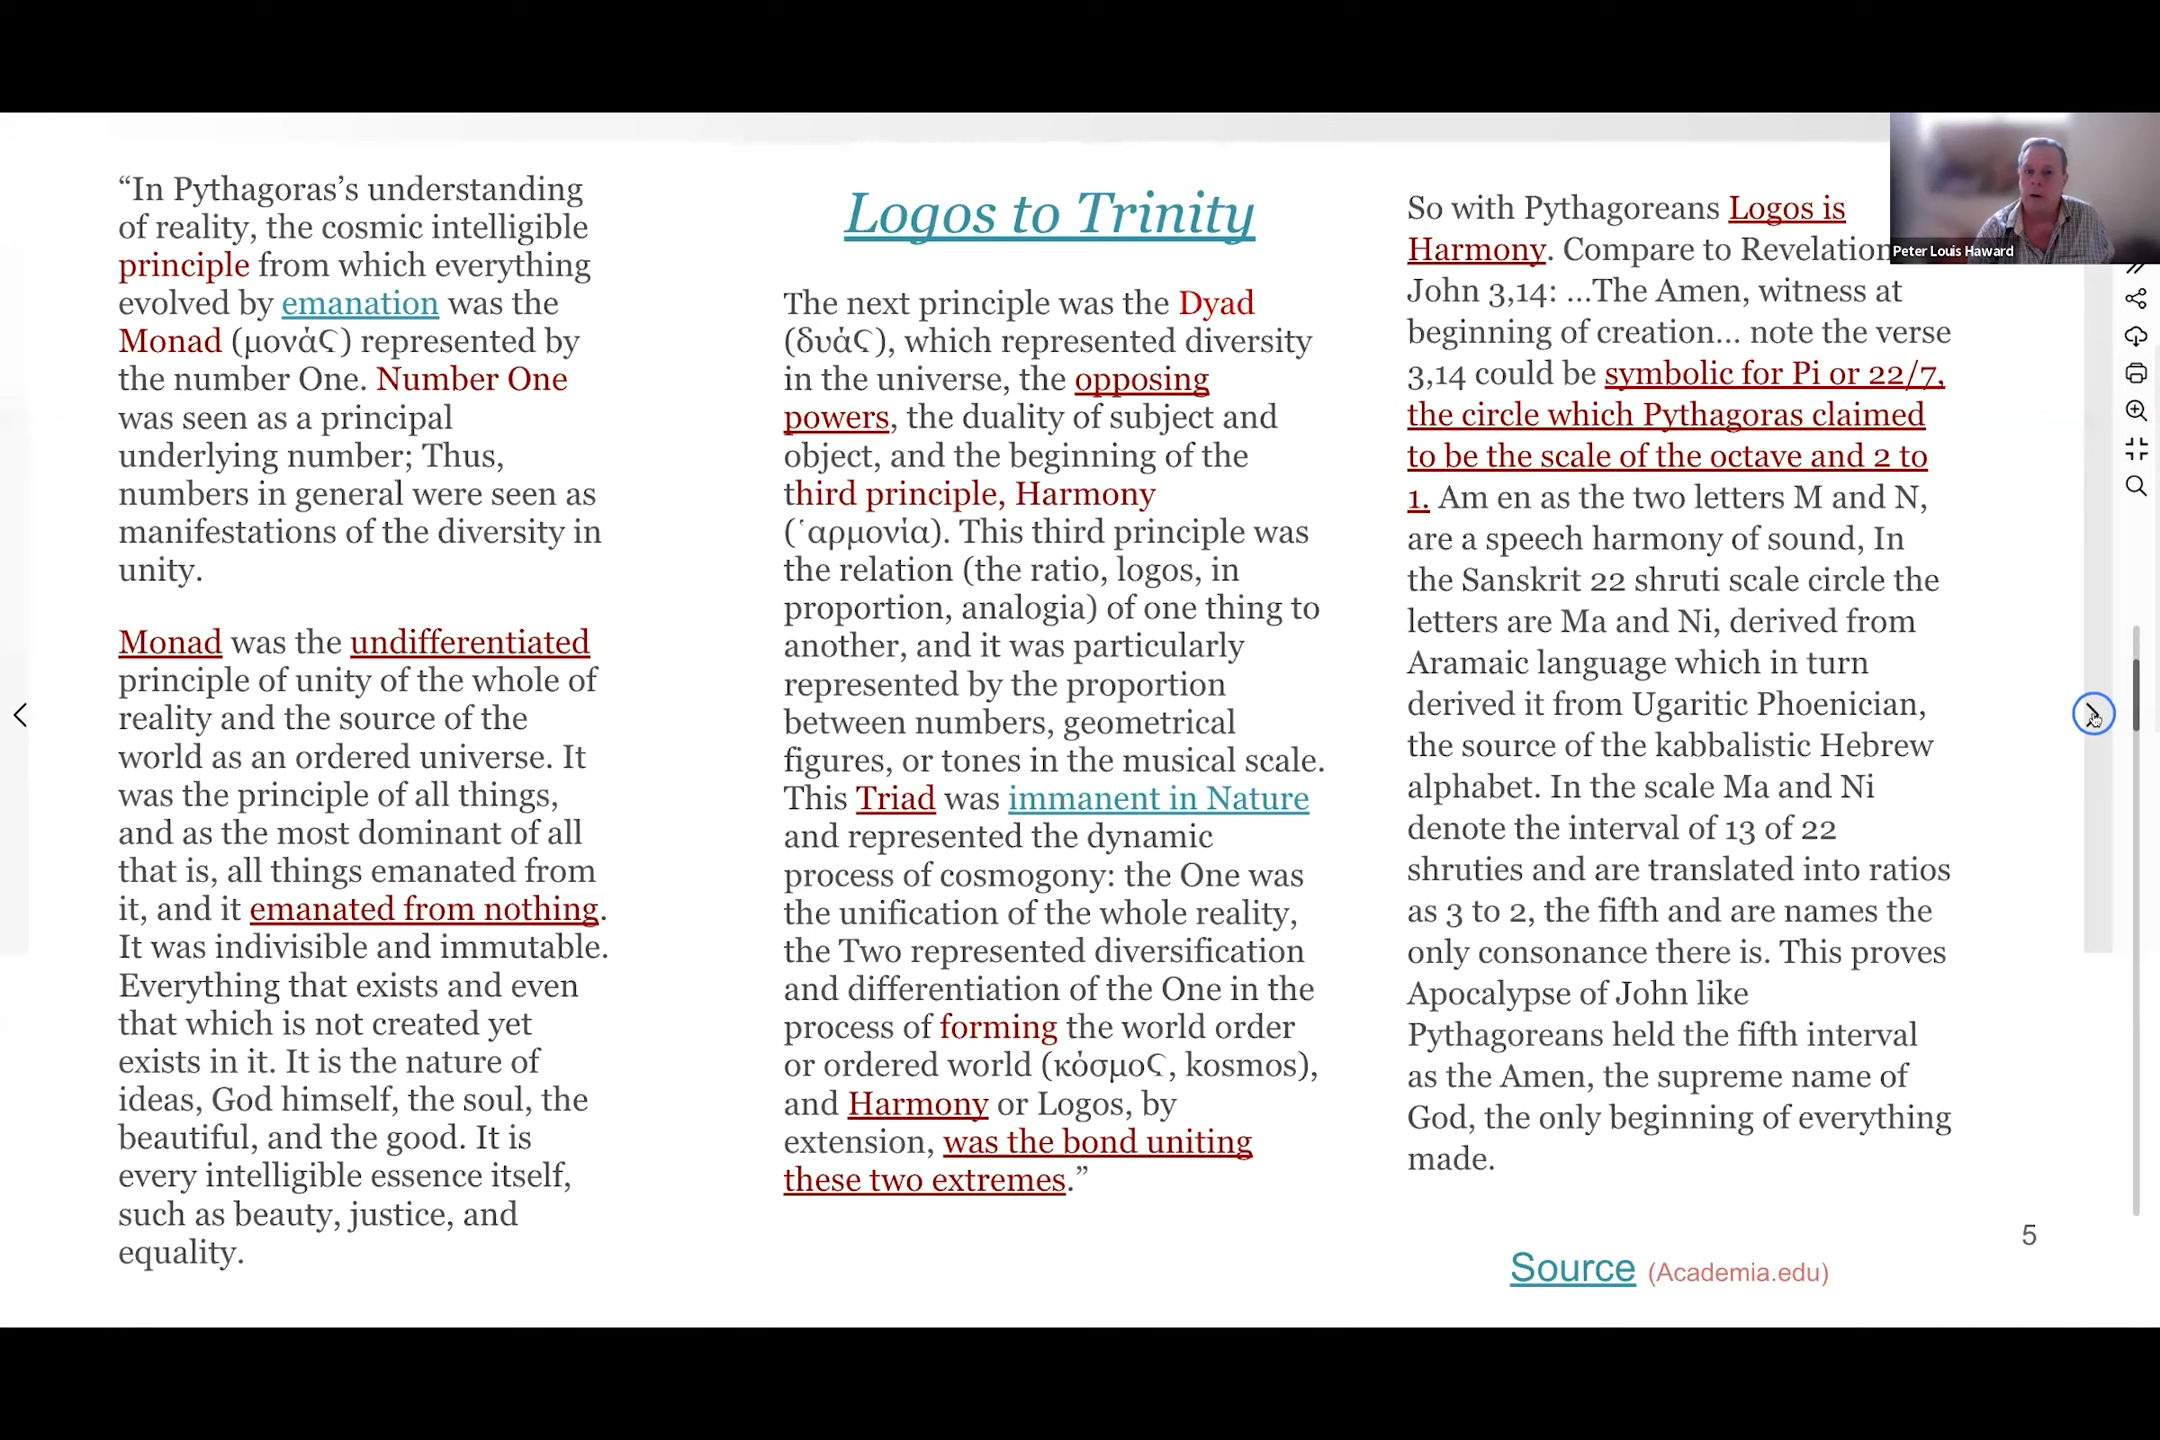 “In Pythagoras’s understanding
of reality, the cosmic intelligible
principle from which everything
evolved by emanation was the
Monad (μονάς) represented by
the number One. Number One
was seen as a principal
underlying number; Thus,
numbers in general were seen as
manifestations of the diversity in
unity.
Monad was the undifferentiated
principle of unity of the whole of
reality and the source of the
world as an ordered universe. It
was the principle of all things,
and as the most dominant of all
that is, all things emanated from
it, and it emanated from nothing.
It was indivisible and immutable.
Everything that exists and even
that which is not created yet
exists in it. It is the nature of
ideas, God himself, the soul, the
beautiful, and the good. It is
every intelligible essence itself,
such as beauty, justice, and
equality.
Logos to Trinity
The next principle was the Dyad
(δυάς), which represented diversity
in the universe, the opposing
powers, the duality of subject and
object, and the beginning of the
third principle, Harmony
(῾αρμονία). This third principle was
the relation (the ratio, logos, in
proportion, analogia) of one thing to
another, and it was particularly
represented by the proportion
between numbers, geometrical
figures, or tones in the musical scale.
This Triad was immanent in Nature
and represented the dynamic
process of cosmogony: the One was
the unification of the whole reality,
the Two represented diversification
and differentiation of the One in the
process of forming the world order
or ordered world (κόσμος, kosmos),
and Harmony or Logos, by
extension, was the bond uniting
these two extremes.”
So with Pythagoreans Logos is
Harmony. Compare to Revelation
John 3,14: ...The Amen, witness at
beginning of creation... note the verse
3,14 could be symbolic for Pi or 22/7,
the circle which Pythagoras claimed
to be the scale of the octave and 2 to
1. Am en as the two letters M and N,
are a speech harmony of sound, In
the Sanskrit 22 shruti scale circle the
letters are Ma and Ni, derived from
Aramaic language which in turn
derived it from Ugaritic Phoenician,
the source of the kabbalistic Hebrew
alphabet. In the scale Ma and Ni
denote the interval of 13 of 22
shruties and are translated into ratios
as 3 to 2, the fifth and are names the
only consonance there is. This proves
Apocalypse of John like
Pythagoreans held the fifth interval
as the Amen, the supreme name of
God, the only beginning of everything
made.
Peter Louis Haward
5
Source (Academia.edu)